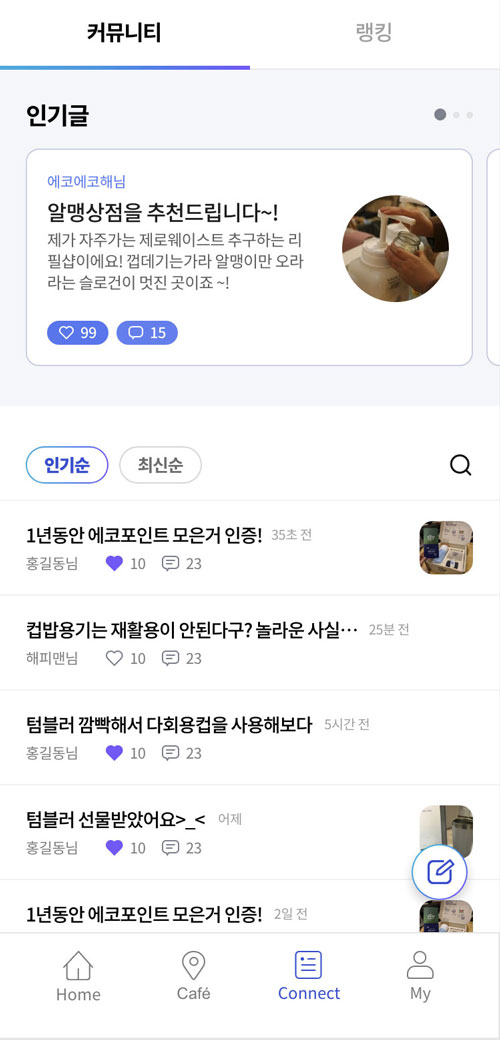 커뮤니티
랭킹
인기글
에코에코해님
알맹상점을 추천드립니다~!
제가 자주가는 제로웨이스트 추구하는 리
필샵이에요! 껍데기는가라 알맹이만 오라
라는 슬로건이 멋진 곳이죠 ~!
99 15
인기순 최신순
1년동안 에코포인트 모은거 인증! 35초 전
홍길동님 10 23
컵밥용기는 재활용이 안된다구? 놀라운 사실… 25분 전
해피맨님 10 23
텀블러 깜빡해서 다회용컵을 사용해보다 5시간 전
홍길동님 10 23
텀블러 선물받았어요>_< 어제
홍길동님 10 23
1년동안 에코포인트 모은거 인증! 2일 전
Home Café Connect My